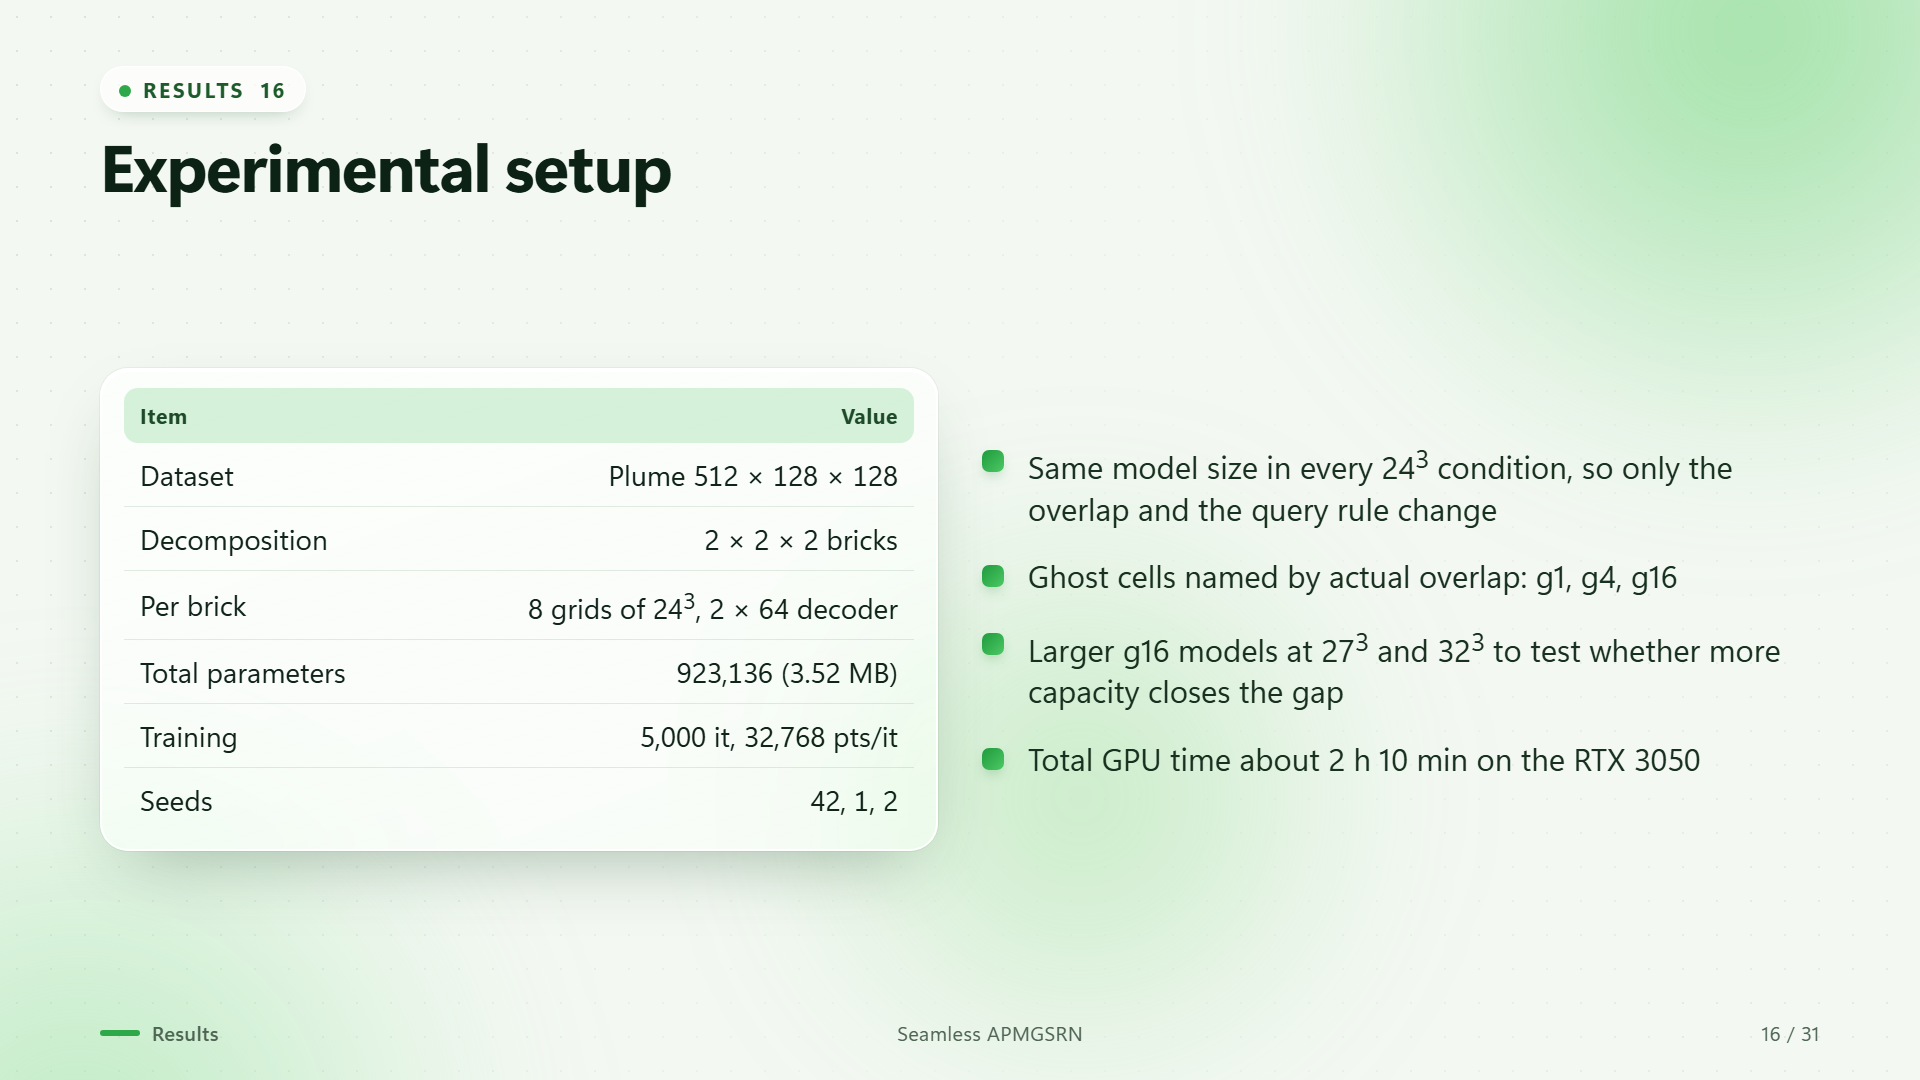 RESULTS 16
Experimental setup
Item Value
Dataset Plume 512 × 128 × 128
Decomposition 2 × 2 × 2 bricks
Per brick 8 grids of 24³, 2 × 64 decoder
Total parameters 923,136 (3.52 MB)
Training 5,000 it, 32,768 pts/it
Seeds 42, 1, 2
Same model size in every 24³ condition, so only the
overlap and the query rule change
Ghost cells named by actual overlap: g1, g4, g16
Larger g16 models at 27³ and 32³ to test whether more
capacity closes the gap
Total GPU time about 2 h 10 min on the RTX 3050
Results Seamless APMGSRN 16 / 31